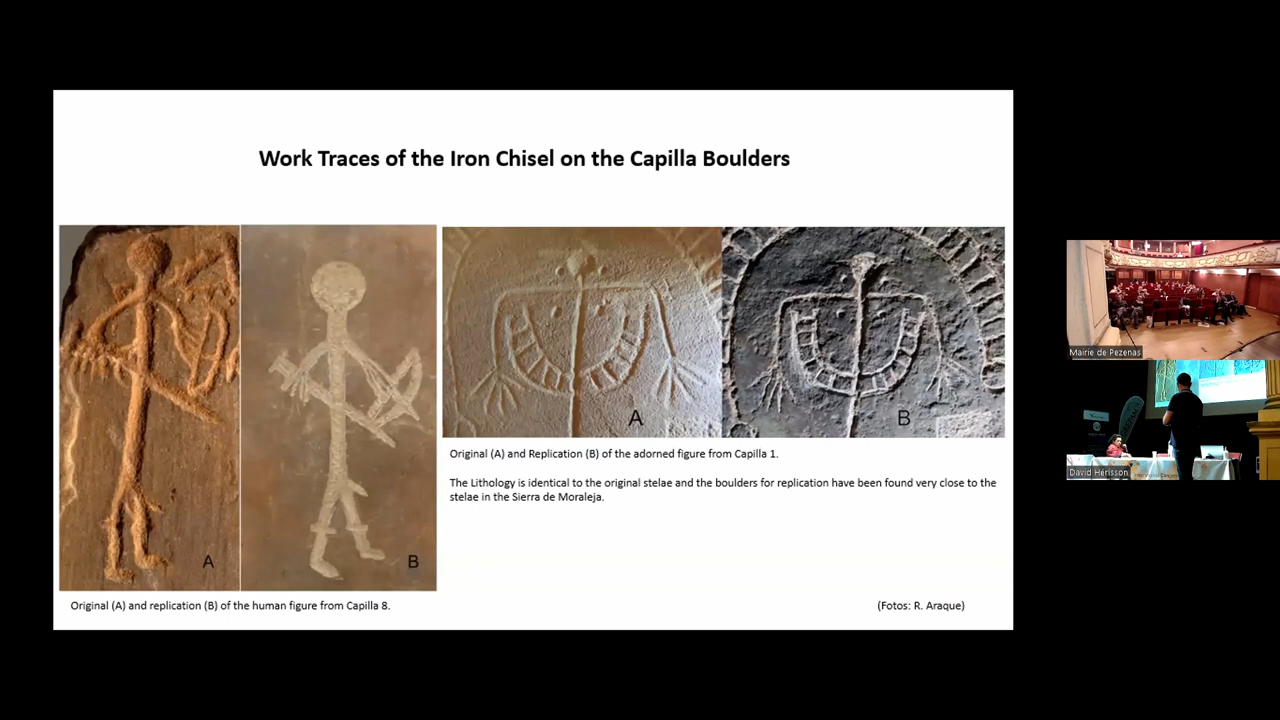 Work Traces of the Iron Chisel on the Capilla Boulders
A
B
A
B
Original (A) and Replication (B) of the adorned figure from Capilla 1.
The Lithology is identical to the original stelae and the boulders for replication have been found very close to the
stelae in the Sierra de Moraleja.
Original (A) and replication (B) of the human figure from Capilla 8.
(Fotos: R. Araque)
Mairie de Pezenas
David Hérisson